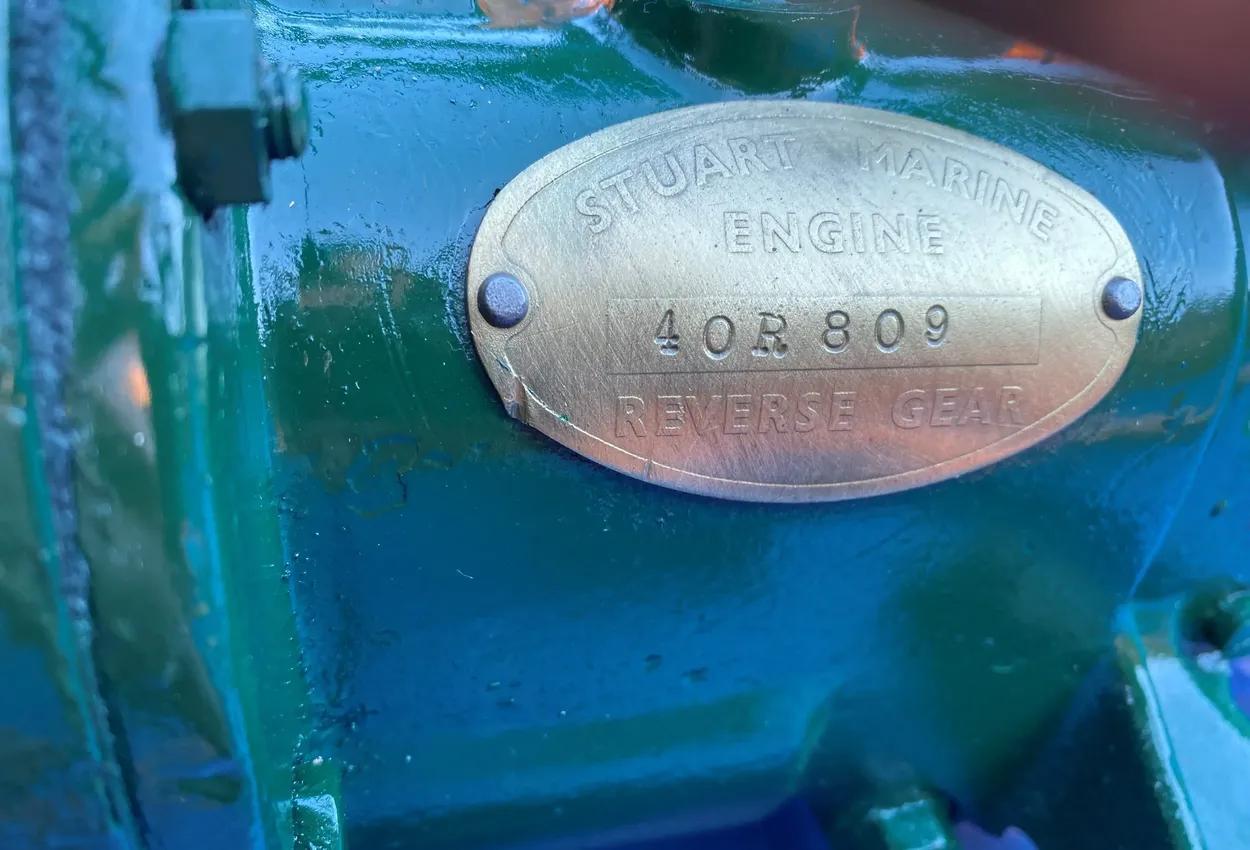 STUART MARINE
ENGINE
4OR 809
REVERSE GEAR